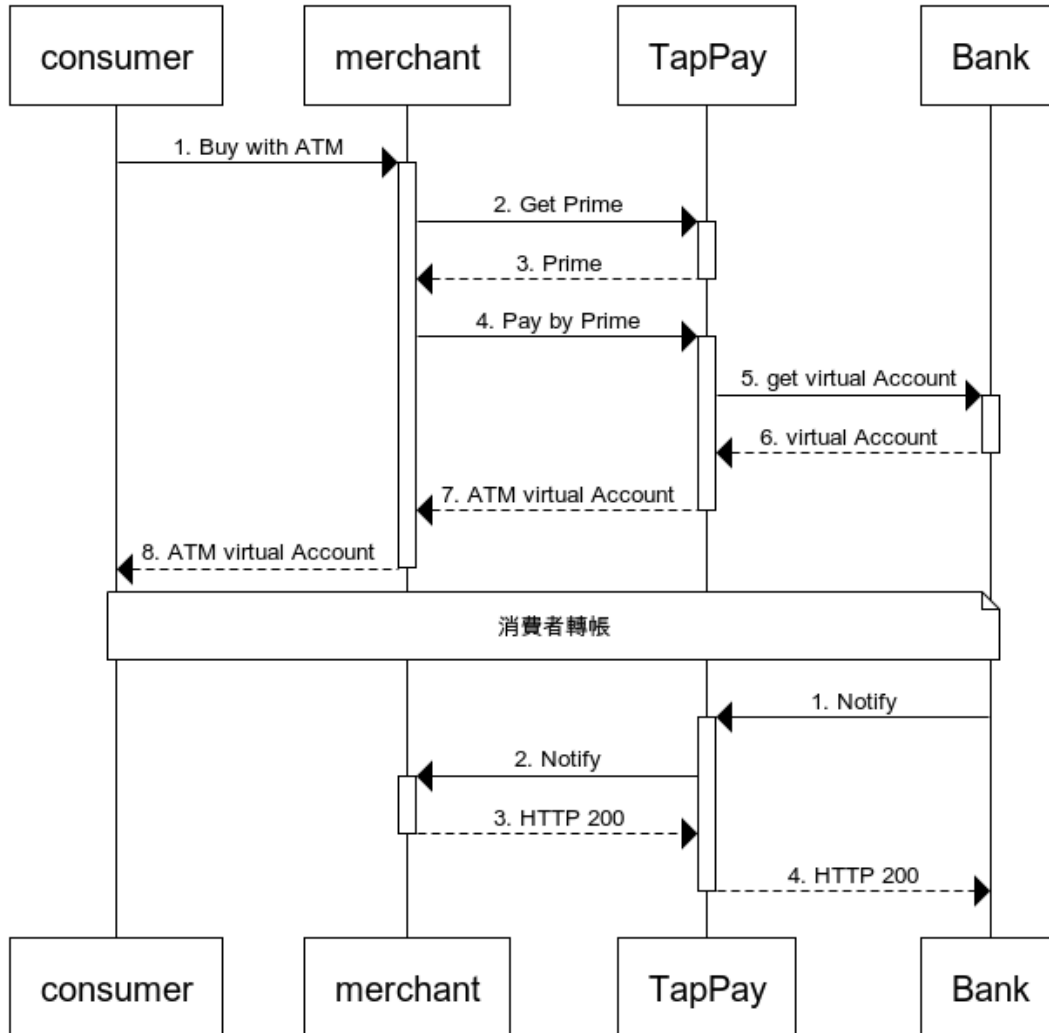 consumer
merchant
TapPay
Bank
1. Buy with ATM
2. Get Prime
3. Prime
4. Pay by Prime
5. get virtual Account
6. virtual Account
7. ATM virtual Account
8. ATM virtual Account
消費者轉帳
1. Notify
2. Notify
3. HTTP 200
4. HTTP 200
consumer
merchant
TapPay
Bank